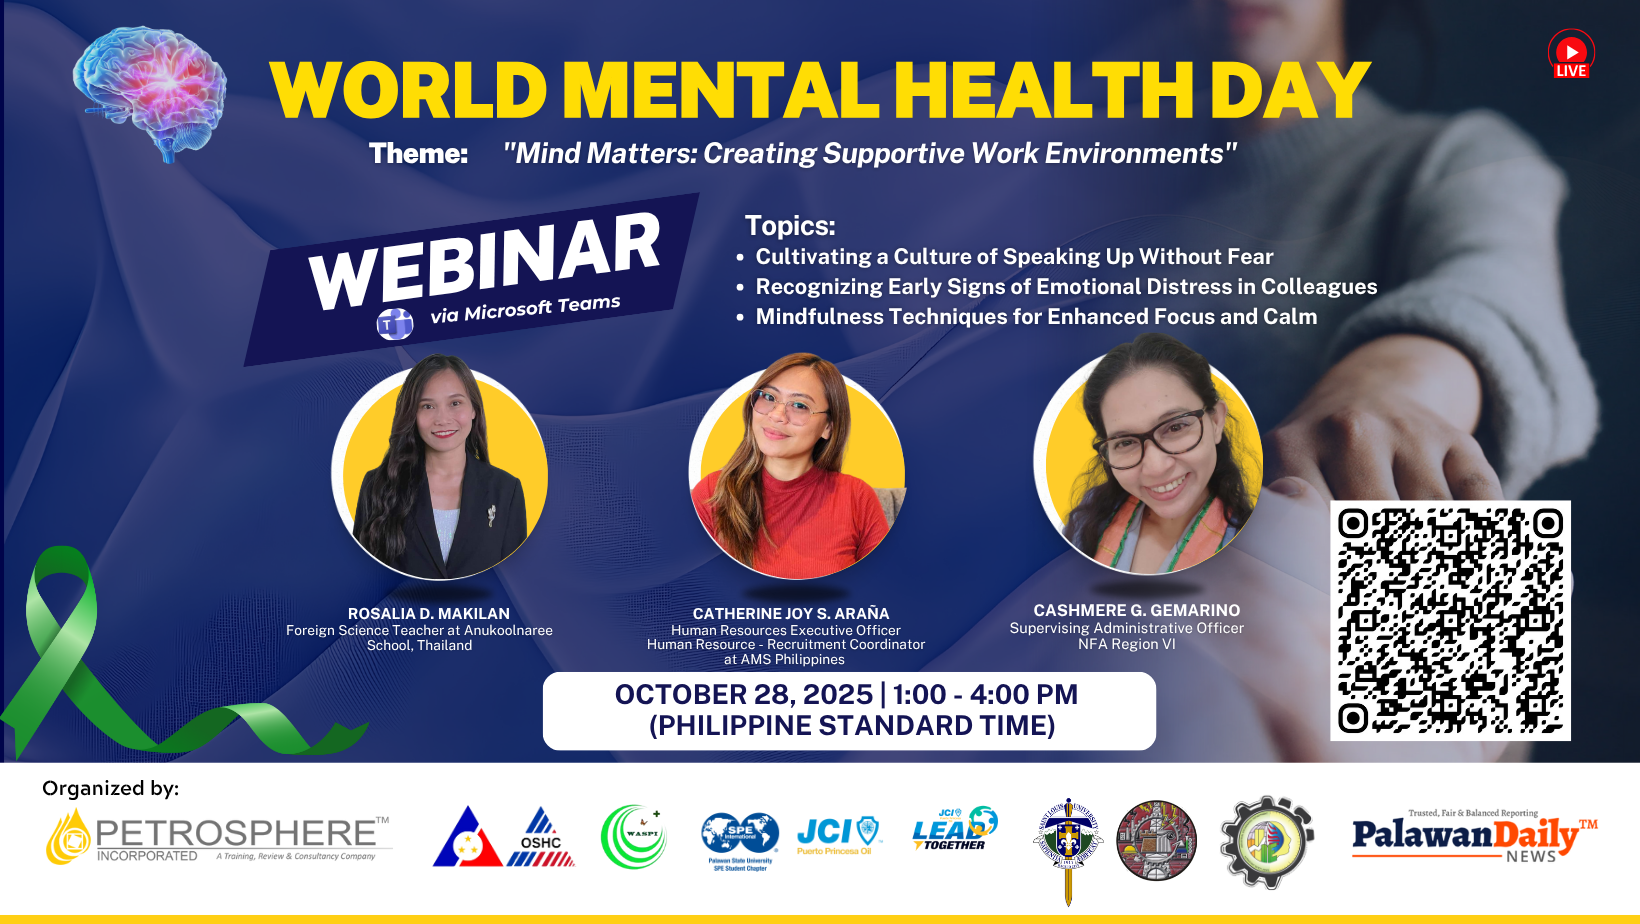 WORLD MENTAL HEALTH DAY
LIVE
Theme: "Mind Matters: Creating Supportive Work Environments"
WEBINAR
via Microsoft Teams
Topics:
• Cultivating a Culture of Speaking Up Without Fear
• Recognizing Early Signs of Emotional Distress in Colleagues
• Mindfulness Techniques for Enhanced Focus and Calm
ROSALIA D. MAKILAN
Foreign Science Teacher at Anukoolnaree
School, Thailand
CATHERINE JOY S. ARAÑA
Human Resources Executive Officer
Human Resource - Recruitment Coordinator
at AMS Philippines
CASHMERE G. GEMARINO
Supervising Administrative Officer
NFA Region VI
OCTOBER 28, 2025 | 1:00 - 4:00 PM
(PHILIPPINE STANDARD TIME)
Organized by:
PETROSPHERE™
INCORPORATED
A Training, Review & Consultancy Company
OSHC
WASPI
SPE
International
Palawan State University
SPE Student Chapter
JCI
Puerto Princesa Oil
JCI
LEAD
TOGETHER
SAINT LOUIS UNIVERSITY
Trusted, Fair & Balanced Reporting
PalawanDaily™
NEWS